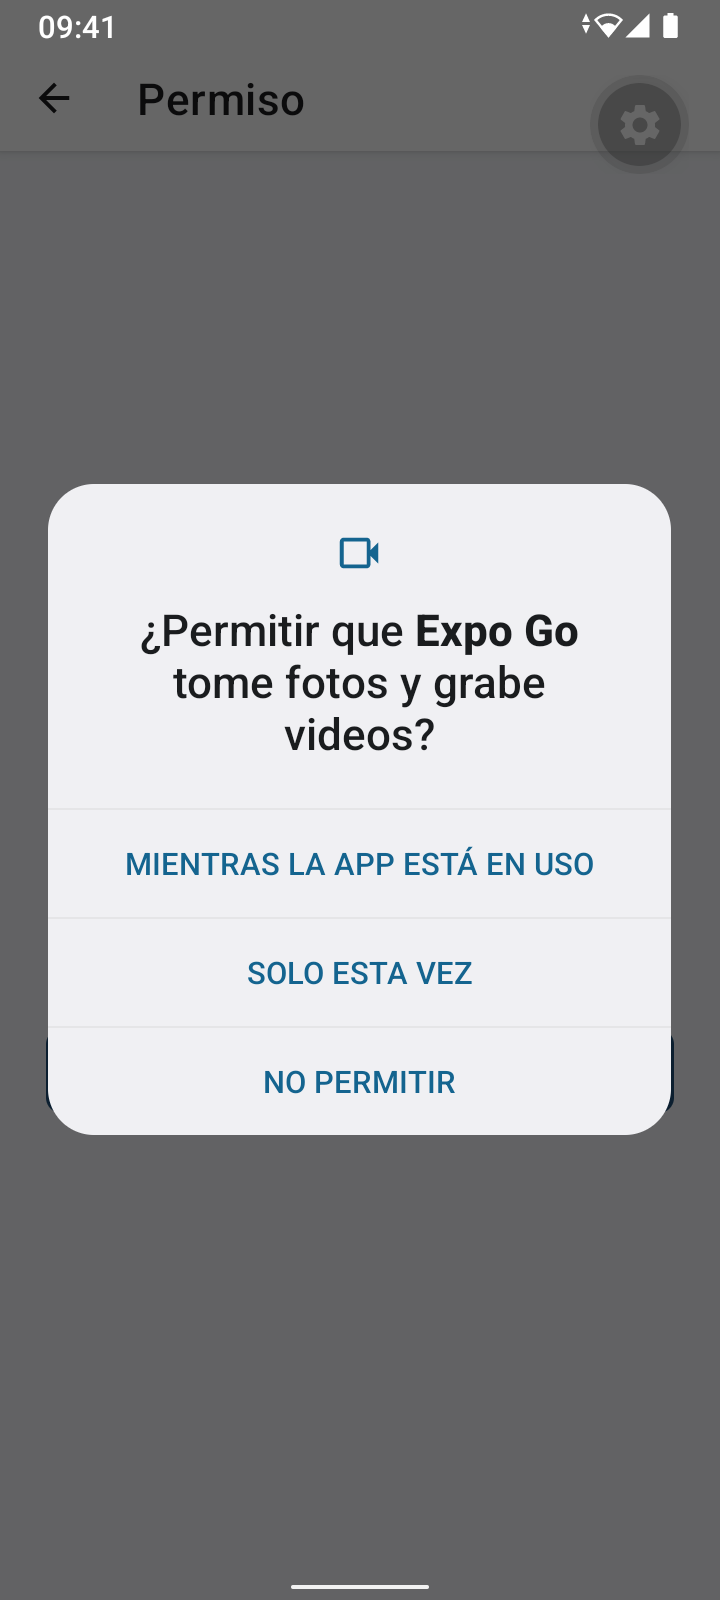 09:41
Permiso
¿Permitir que Expo Go
tome fotos y grabe
videos?
MIENTRAS LA APP ESTÁ EN USO
SOLO ESTA VEZ
NO PERMITIR